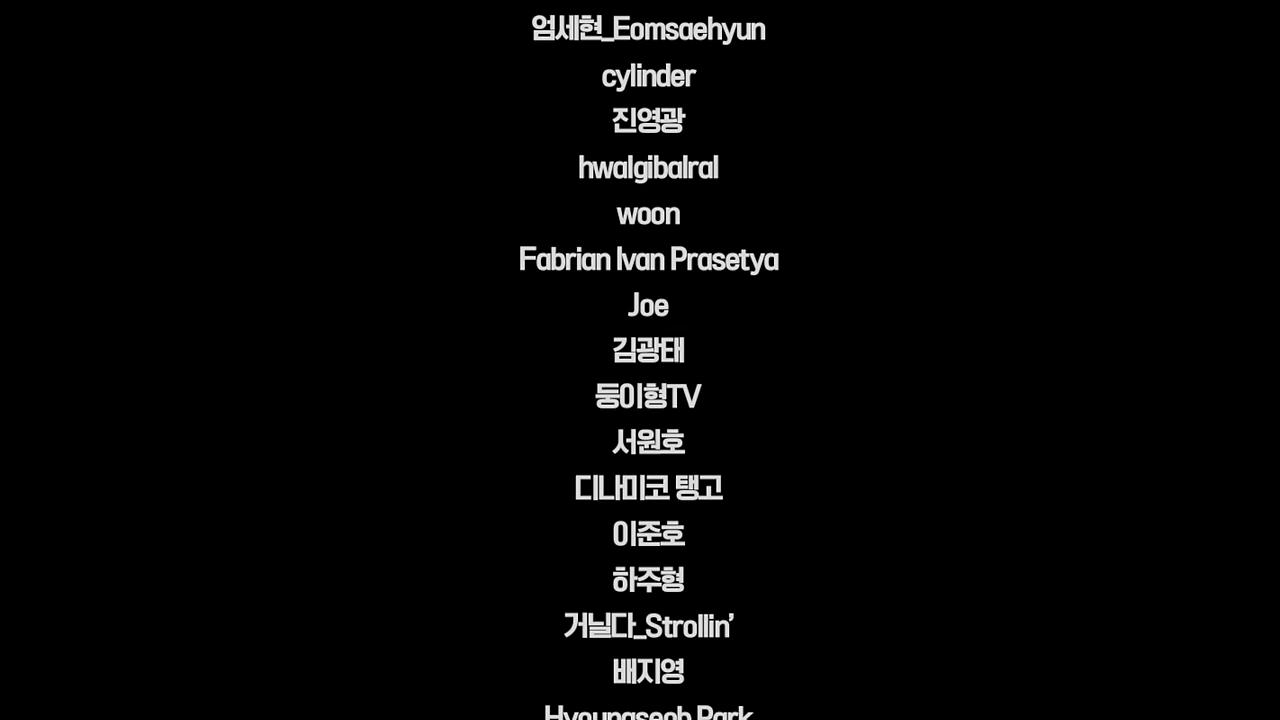 엄세현_Eomsaehyun
cylinder
진영광
hwalgibalral
woon
Fabrian Ivan Prasetya
Joe
김광태
둥이형TV
서원호
디나미코 탱고
이준호
하주형
거닐다_Strollin’
배지영
Hyoungseob Park